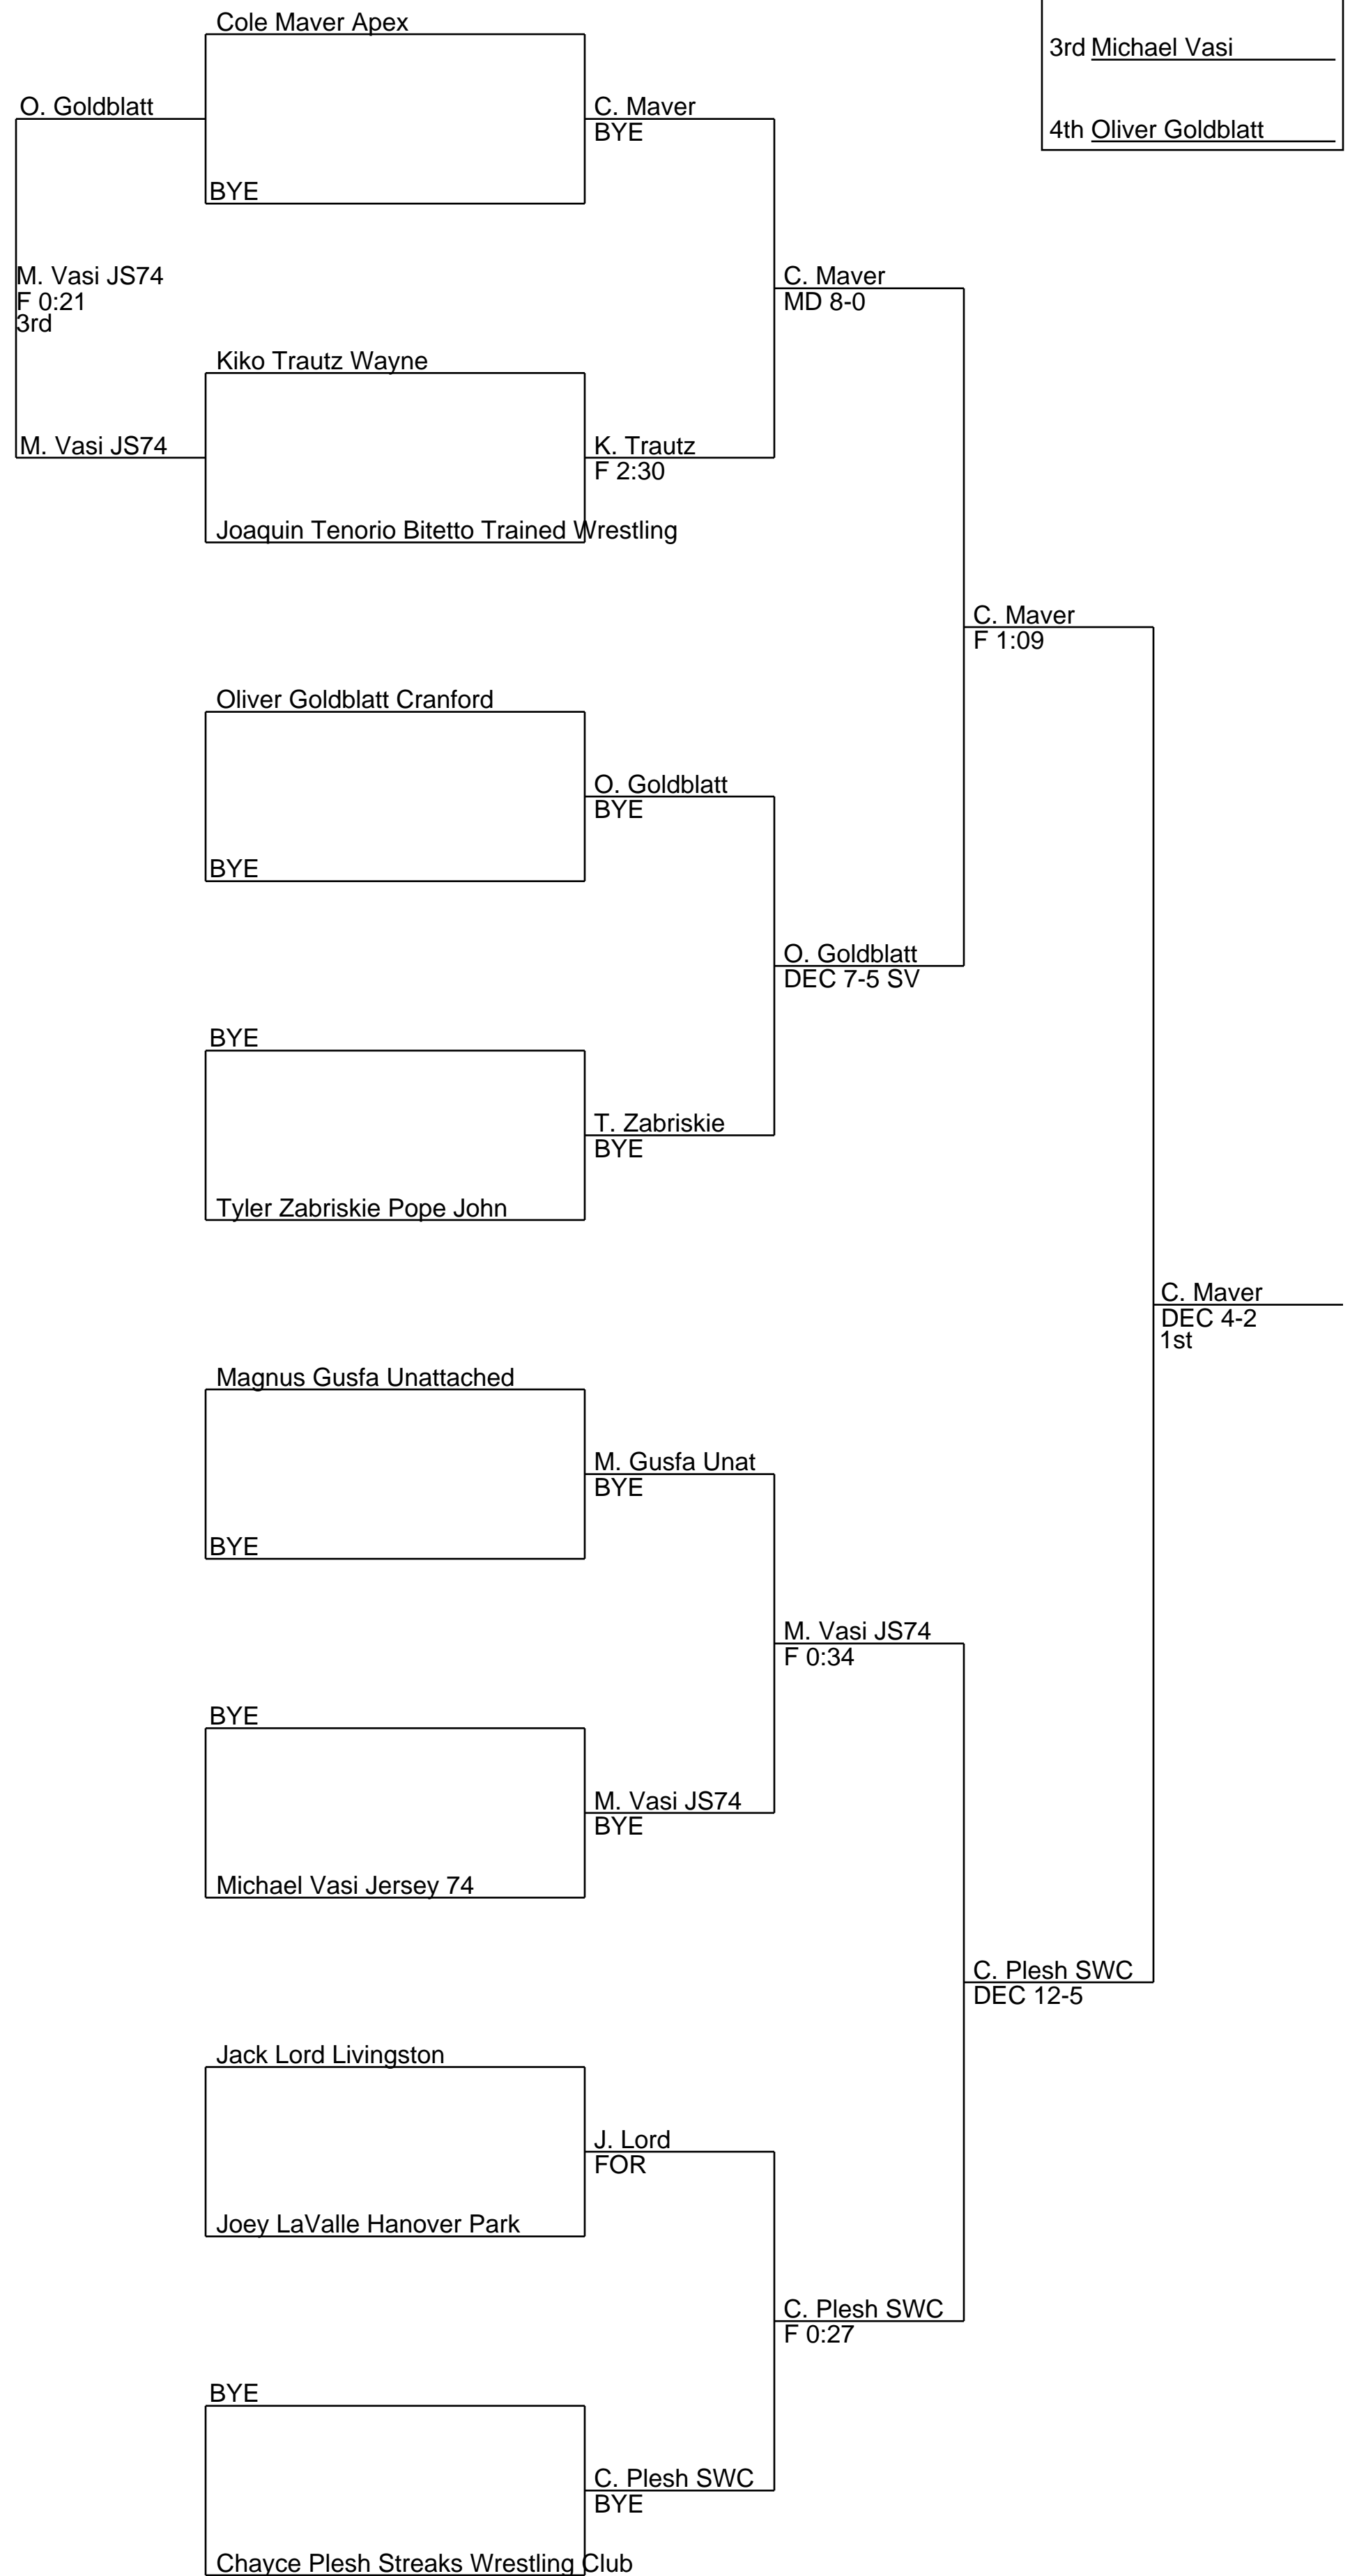 Cole Maver Apex
3rd Michael Vasi
O. Goldblatt
C. Maver
BYE
4th Oliver Goldblatt
BYE
M. Vasi JS74
F 0:21
3rd
C. Maver
MD 8-0
Kiko Trautz Wayne
M. Vasi JS74
K. Trautz
F 2:30
Joaquin Tenorio Bitetto Trained Wrestling
C. Maver
F 1:09
Oliver Goldblatt Cranford
O. Goldblatt
BYE
BYE
O. Goldblatt
DEC 7-5 SV
BYE
T. Zabriskie
BYE
Tyler Zabriskie Pope John
C. Maver
DEC 4-2
1st
Magnus Gusfa Unattached
M. Gusfa Unat
BYE
BYE
M. Vasi JS74
F 0:34
BYE
M. Vasi JS74
BYE
Michael Vasi Jersey 74
C. Plesh SWC
DEC 12-5
Jack Lord Livingston
J. Lord
FOR
Joey LaValle Hanover Park
C. Plesh SWC
F 0:27
BYE
C. Plesh SWC
BYE
Chayce Plesh Streaks Wrestling Club